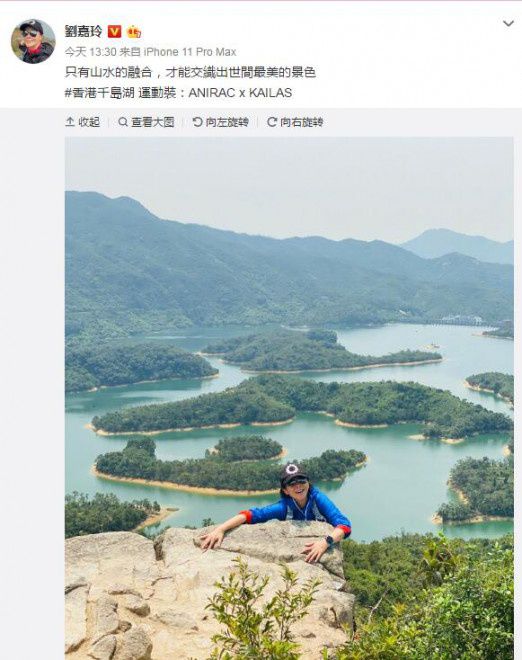 劉嘉玲
今天 13:30 来自 iPhone 11 Pro Max
只有山水的融合，才能交織出世間最美的景色
#香港千島湖 運動裝：ANIRAC x KAILAS
收起 查看大图 向左旋转 向右旋转